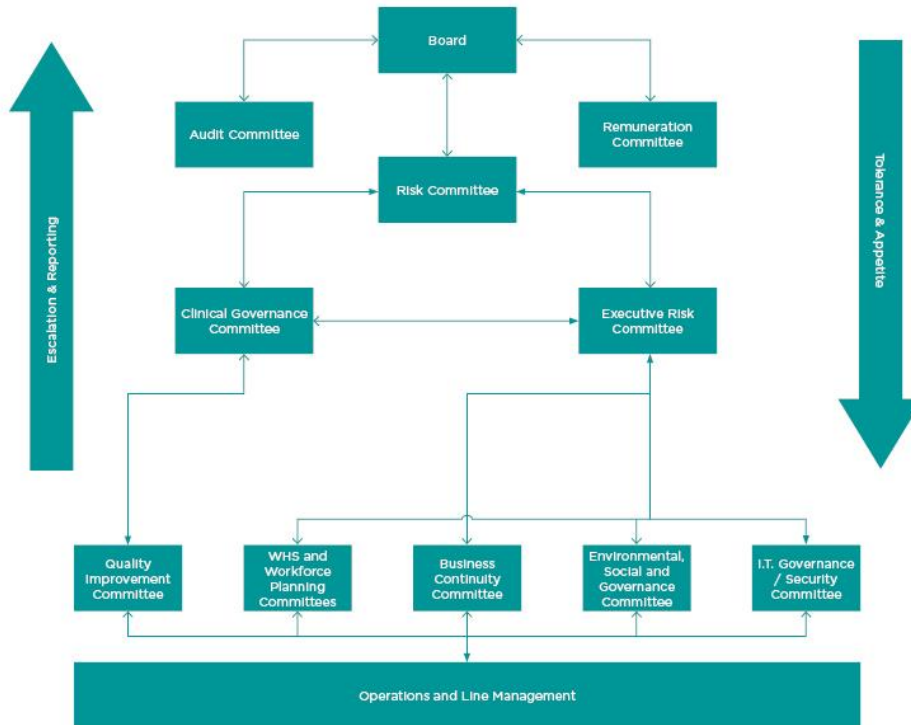 Board
Audit Committee
Remuneration
Committee
Risk Committee
Escalation & Reporting
Tolerance & Appetite
Clinical Governance
Committee
Executive Risk
Committee
Quality
Improvement
Committee
WHS and
Workforce
Planning
Committees
Business
Continuity
Committee
Environmental,
Social and
Governance
Committee
I.T. Governance
/ Security
Committee
Operations and Line Management